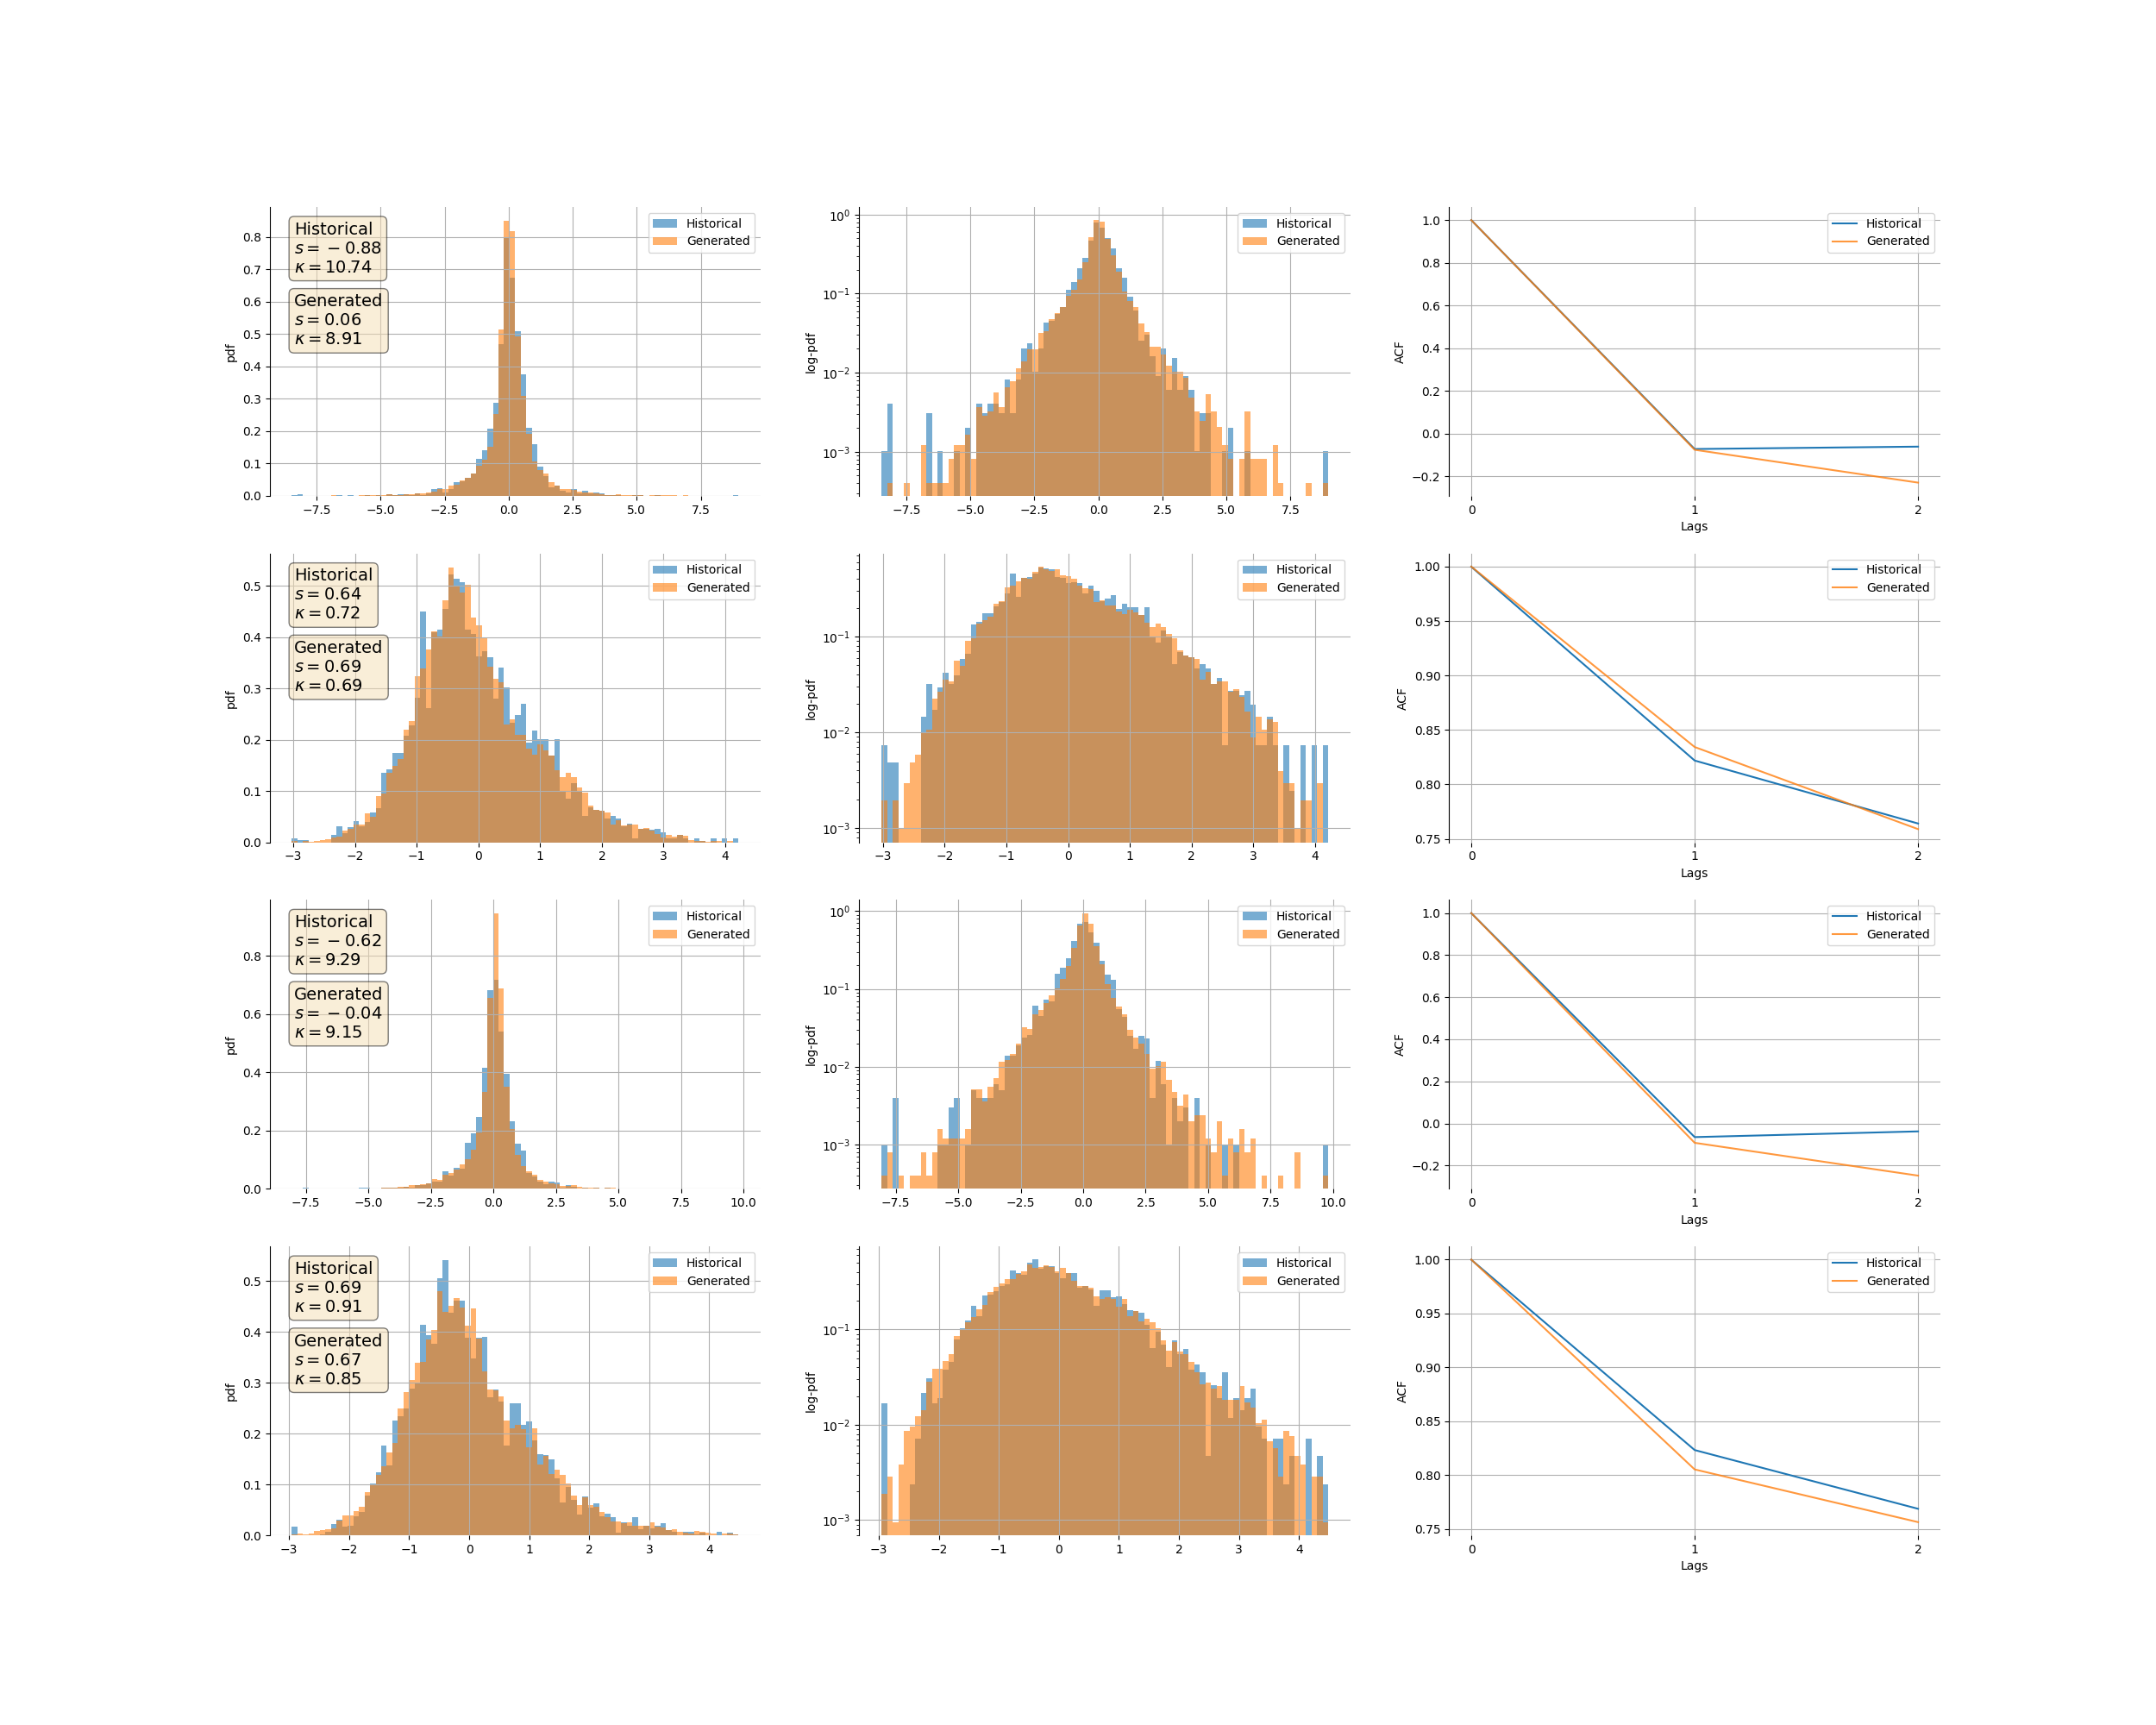 Historical
s = −0.88
κ = 10.74
Generated
s = 0.06
κ = 8.91
Historical
Generated
pdf
0.8
0.7
0.6
0.5
0.4
0.3
0.2
0.1
0.0
−7.5 −5.0 −2.5 0.0 2.5 5.0 7.5
Historical
Generated
log-pdf
10⁰
10⁻¹
10⁻²
10⁻³
−7.5 −5.0 −2.5 0.0 2.5 5.0 7.5
Historical
Generated
ACF
1.0
0.8
0.6
0.4
0.2
0.0
−0.2
0 1 2
Lags
Historical
s = 0.64
κ = 0.72
Generated
s = 0.69
κ = 0.69
Historical
Generated
pdf
0.5
0.4
0.3
0.2
0.1
0.0
−3 −2 −1 0 1 2 3 4
Historical
Generated
log-pdf
10⁻¹
10⁻²
10⁻³
−3 −2 −1 0 1 2 3 4
Historical
Generated
ACF
1.00
0.95
0.90
0.85
0.80
0.75
0 1 2
Lags
Historical
s = −0.62
κ = 9.29
Generated
s = −0.04
κ = 9.15
Historical
Generated
pdf
0.8
0.6
0.4
0.2
0.0
−7.5 −5.0 −2.5 0.0 2.5 5.0 7.5 10.0
Historical
Generated
log-pdf
10⁰
10⁻¹
10⁻²
10⁻³
−7.5 −5.0 −2.5 0.0 2.5 5.0 7.5 10.0
Historical
Generated
ACF
1.0
0.8
0.6
0.4
0.2
0.0
−0.2
0 1 2
Lags
Historical
s = 0.69
κ = 0.91
Generated
s = 0.67
κ = 0.85
Historical
Generated
pdf
0.5
0.4
0.3
0.2
0.1
0.0
−3 −2 −1 0 1 2 3 4
Historical
Generated
log-pdf
10⁻¹
10⁻²
10⁻³
−3 −2 −1 0 1 2 3 4
Historical
Generated
ACF
1.00
0.95
0.90
0.85
0.80
0.75
0 1 2
Lags